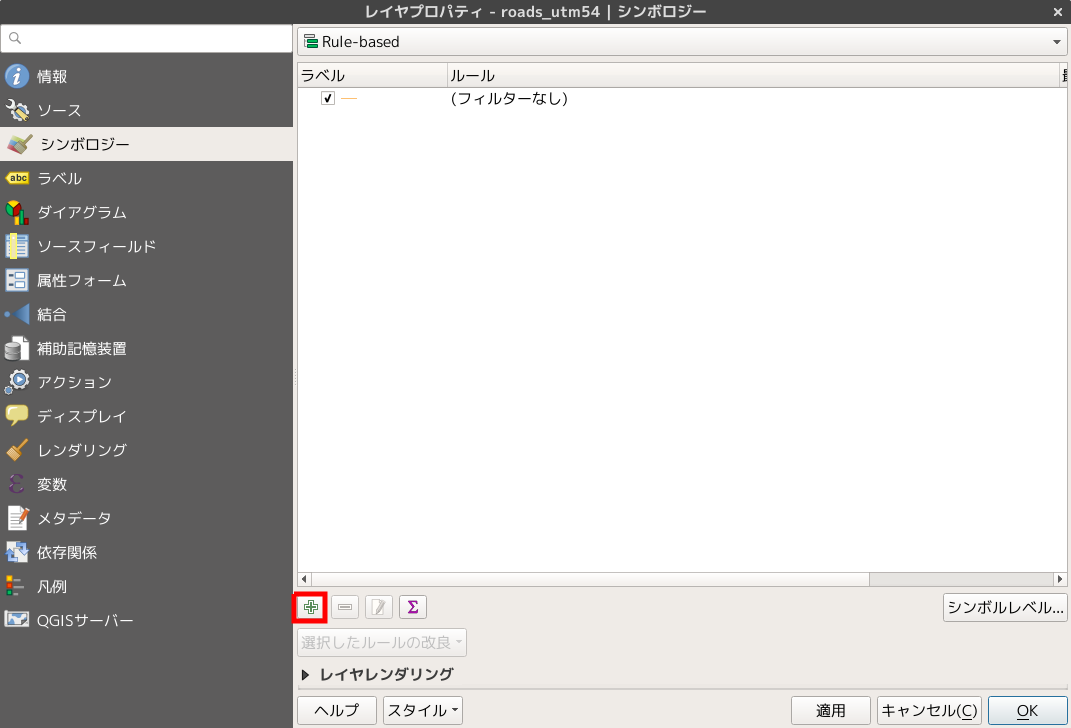 レイヤプロパティ - roads_utm54 | シンボロジー
情報
ソース
シンボロジー
abc ラベル
ダイアグラム
ソースフィールド
属性フォーム
結合
補助記憶装置
アクション
ディスプレイ
レンダリング
変数
メタデータ
依存関係
凡例
QGISサーバー
Rule-based
ラベル ルール
(フィルターなし)
シンボルレベル...
選択したルールの改良
レイヤレンダリング
ヘルプ スタイル 適用 キャンセル(C) OK